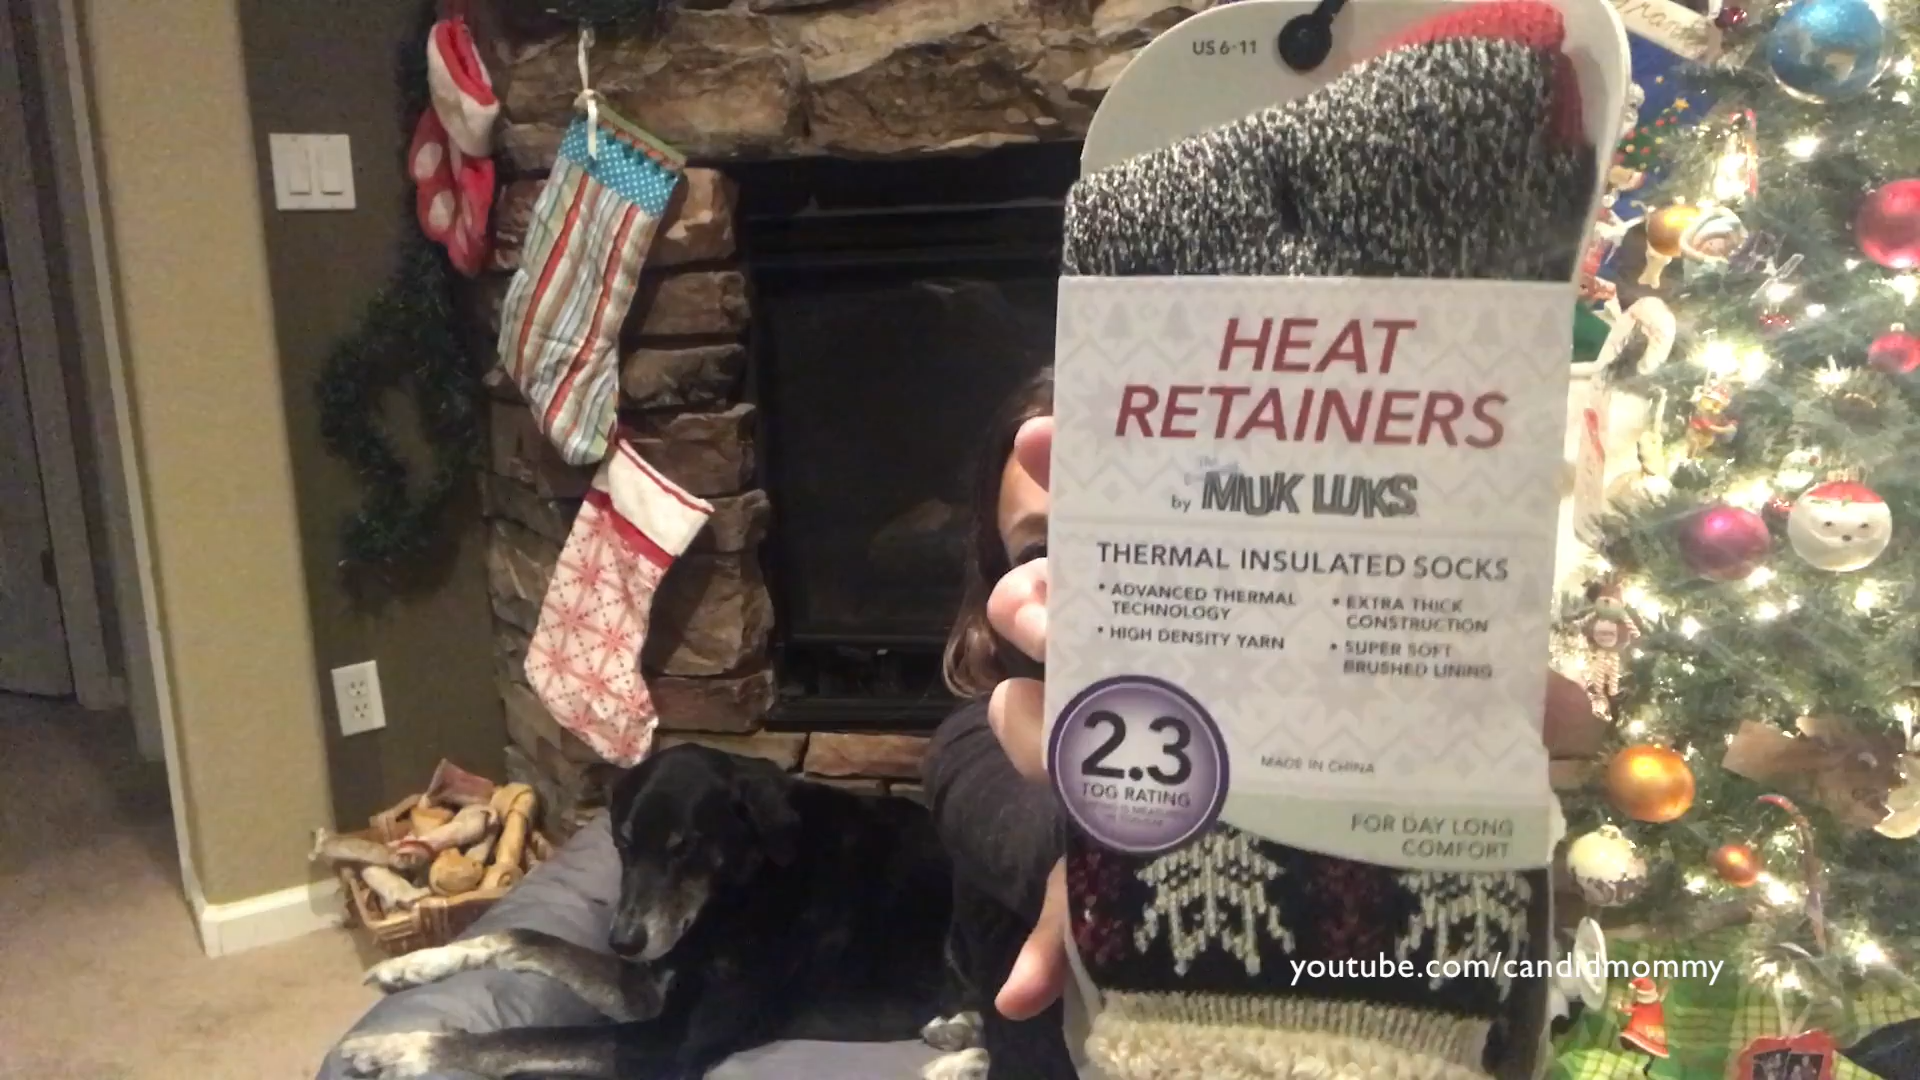 US 6-11
HEAT
RETAINERS
by MUK LUKS
THERMAL INSULATED SOCKS
• ADVANCED THERMAL
TECHNOLOGY
• HIGH DENSITY YARN
• EXTRA THICK
CONSTRUCTION
• SUPER SOFT
BRUSHED LINING
2.3
TOG RATING
MADE IN CHINA
FOR DAY LONG
COMFORT
youtube.com/candidmommy